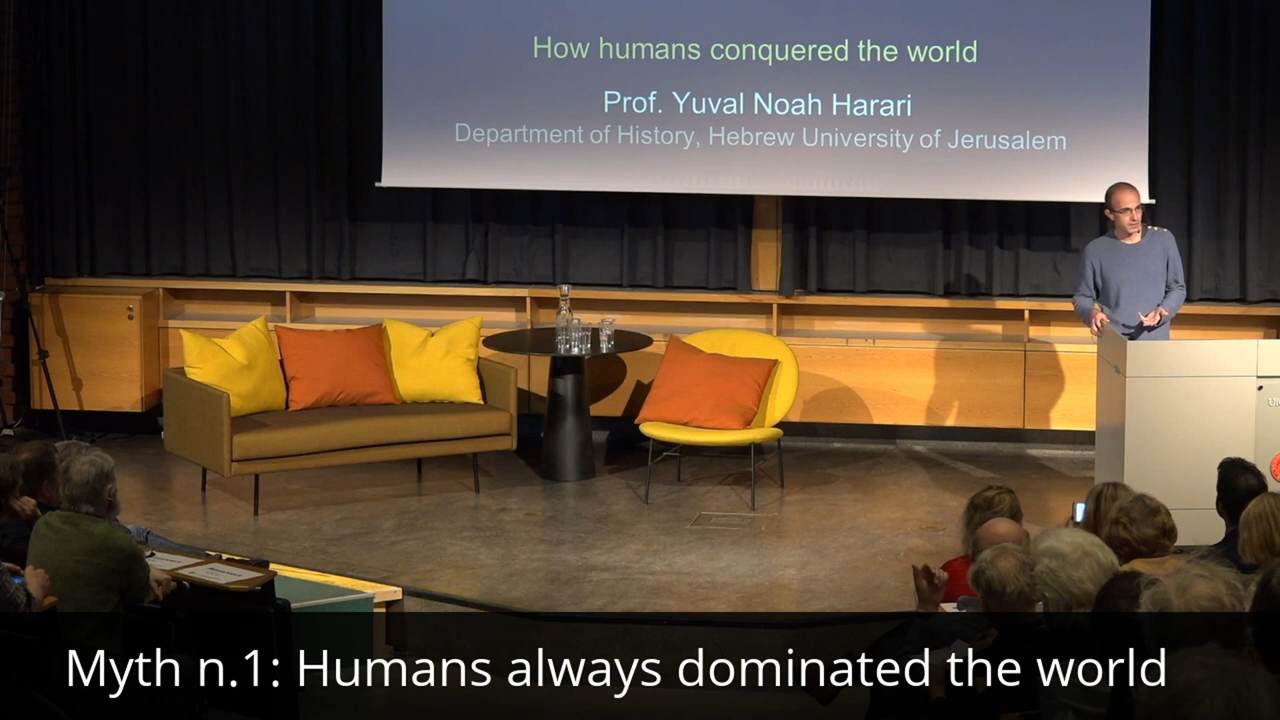 How humans conquered the world
Prof. Yuval Noah Harari
Department of History, Hebrew University of Jerusalem
Myth n.1: Humans always dominated the world